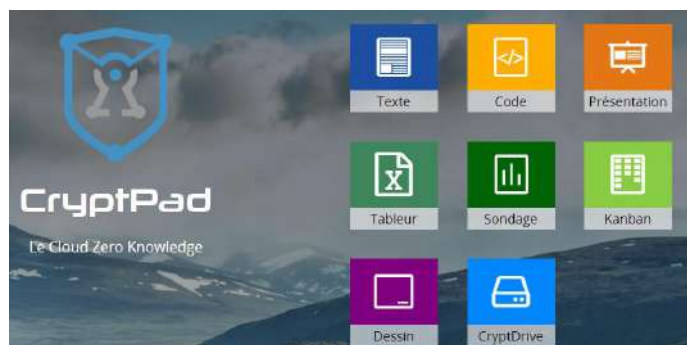 Texte
Code
Présentation
CryptPad
Le Cloud Zero Knowledge
Tableur
Sondage
Kanban
Dessin
CryptDrive